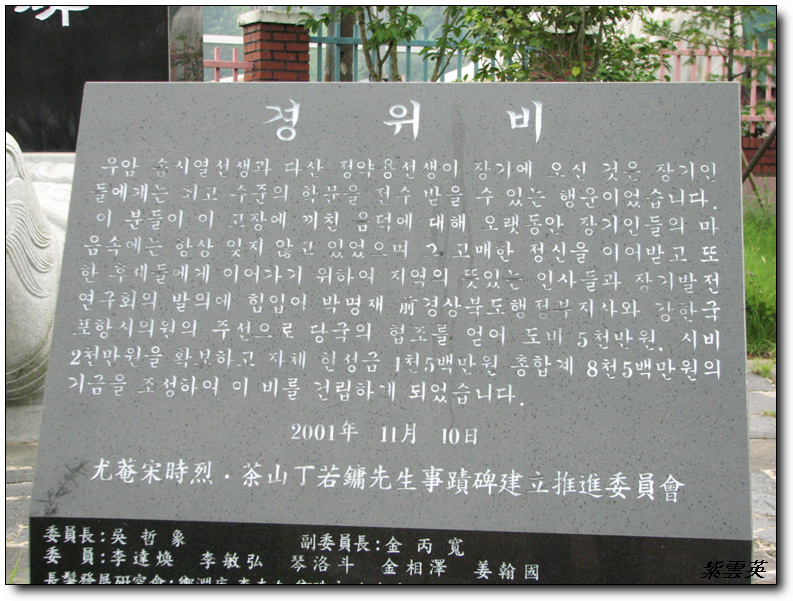 경위비
우암 송시열선생과 다산 정약용선생이 장기에 오신 것은 장기인
들에게는 최고 수준의 학문을 전수 받을 수 있는 행운이었습니다.
이 분들이 이 고장에 끼친 음덕에 대해 오랫동안 장기인들의 마
음속에는 항상 잊지 않고 있었으며 그 고매한 정신을 이어받고 또
한 후세들에게 이어가기 위하여 지역의 뜻있는 인사들과 장기발전
연구회의 발의에 힘입어 박명재 前경상북도행정부지사와 강한국
포항시의원의 주선으로 당국의 협조를 얻어 도비 5천만원, 시비
2천만원을 확보하고 자체 헌성금 1천5백만원 총합계 8천5백만원의
기금을 조성하여 이 비를 건립하게 되었습니다.
2001年 11月 10日
尤菴宋時烈·茶山丁若鏞先生事蹟碑建立推進委員會
委員長:吳哲象 副委員長:金丙寬
委員:李達煥 李敏弘 琴洛斗 金相澤 姜翰國
長鬐發展硏究會:
紫雲英